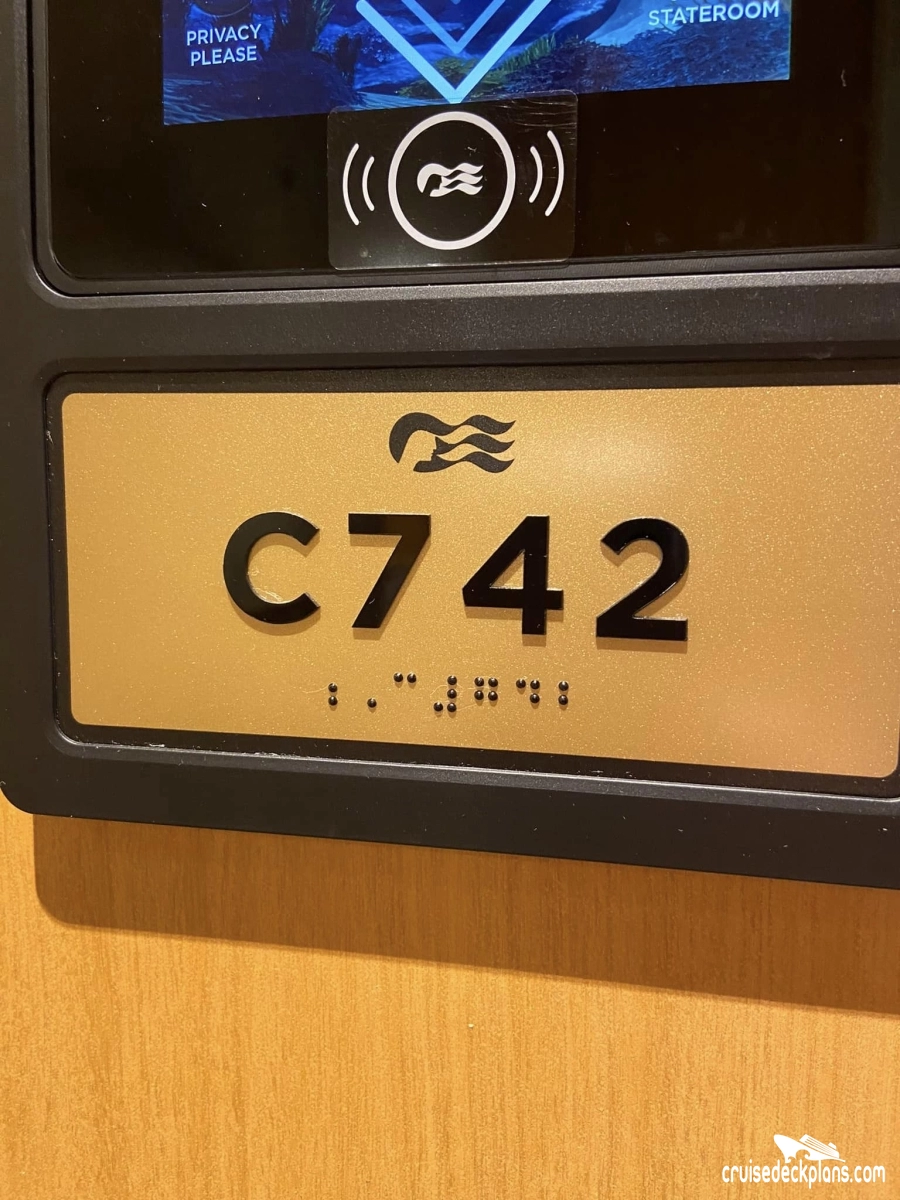 PRIVACY
PLEASE
STATEROOM
C742
⠆⠠⠉⠼⠛⠙⠃
cruisedeckplans.com